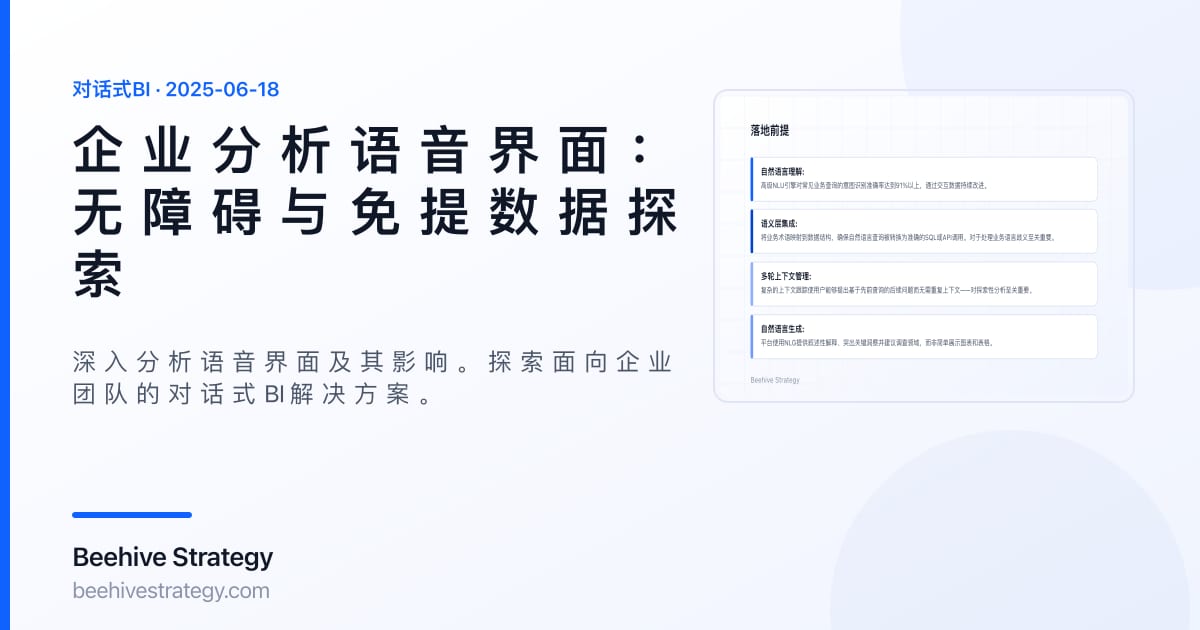 对话式BI · 2025-06-18
企业分析语音界面：
无障碍与免提数据探
索
深入分析语音界面及其影响。探索面向企业
团队的对话式BI解决方案。
Beehive Strategy
beehivestrategy.com
落地前提
自然语言理解:
高级NLU引擎对常见业务查询的意图识别准确率达到91%以上，通过交互数据持续改进。
语义层集成:
将业务术语映射到数据结构，确保自然语言查询被转换为准确的SQL或API调用。对于处理业务语言歧义至关重要。
多轮上下文管理:
复杂的上下文跟踪使用户能够提出基于先前查询的后续问题而无需重复上下文——对探索性分析至关重要。
自然语言生成:
平台使用NLG提供叙述性解释，突出关键洞察并建议调查领域，而非简单展示图表和表格。
Beehive Strategy